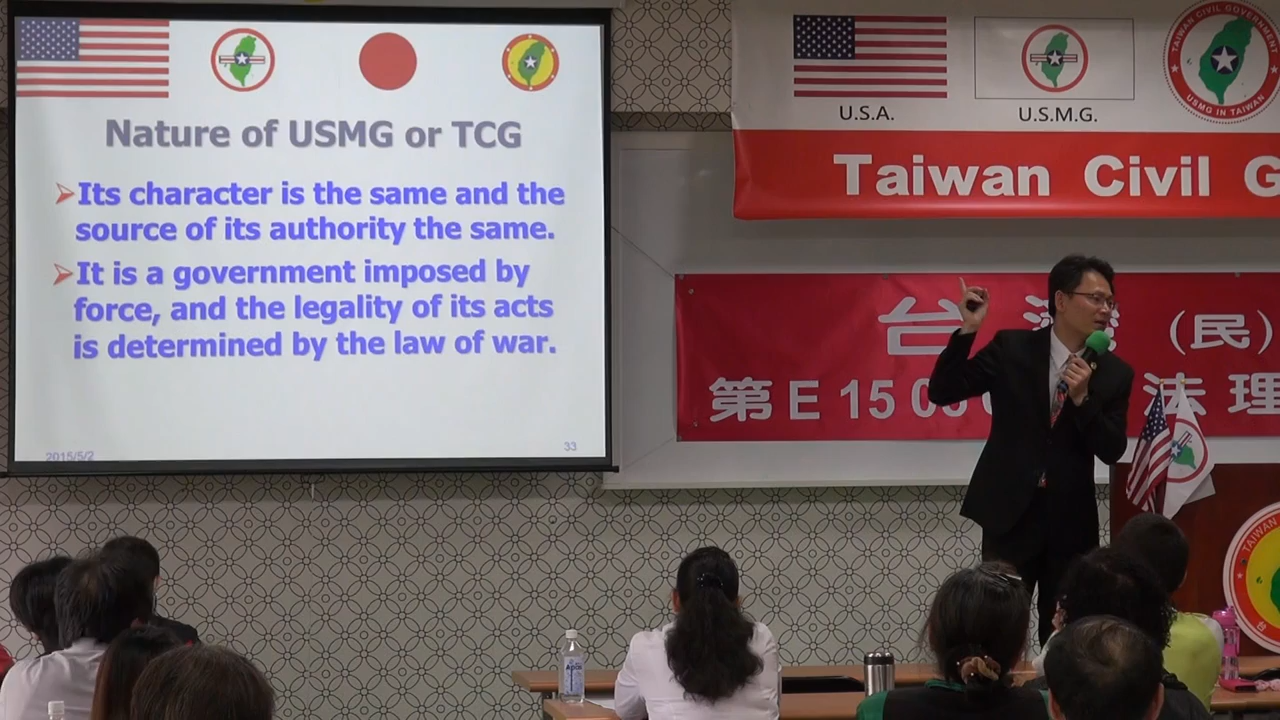 Nature of USMG or TCG
Its character is the same and the
source of its authority the same.
It is a government imposed by
force, and the legality of its acts
is determined by the law of war.
2015/5/2
33
U.S.A.
U.S.M.G.
TAIWAN CIVIL GOVERNMENT
USMG IN TAIWAN
Taiwan Civil G
台灣(民)
第E15 法理